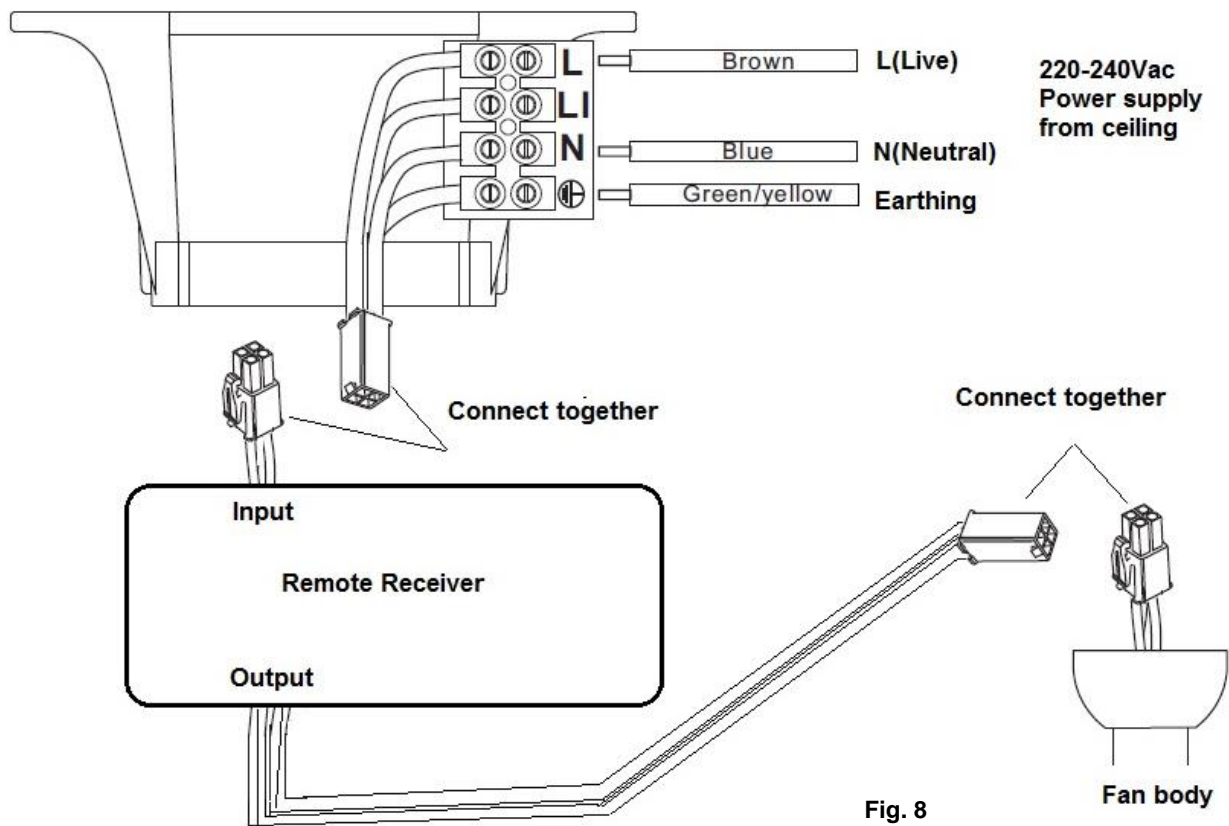 L
Brown
L(Live)
220-240Vac
Power supply
from ceiling
LI
N
Blue
N(Neutral)
Green/yellow
Earthing
Connect together
Connect together
Input
Remote Receiver
Output
Fig. 8
Fan body